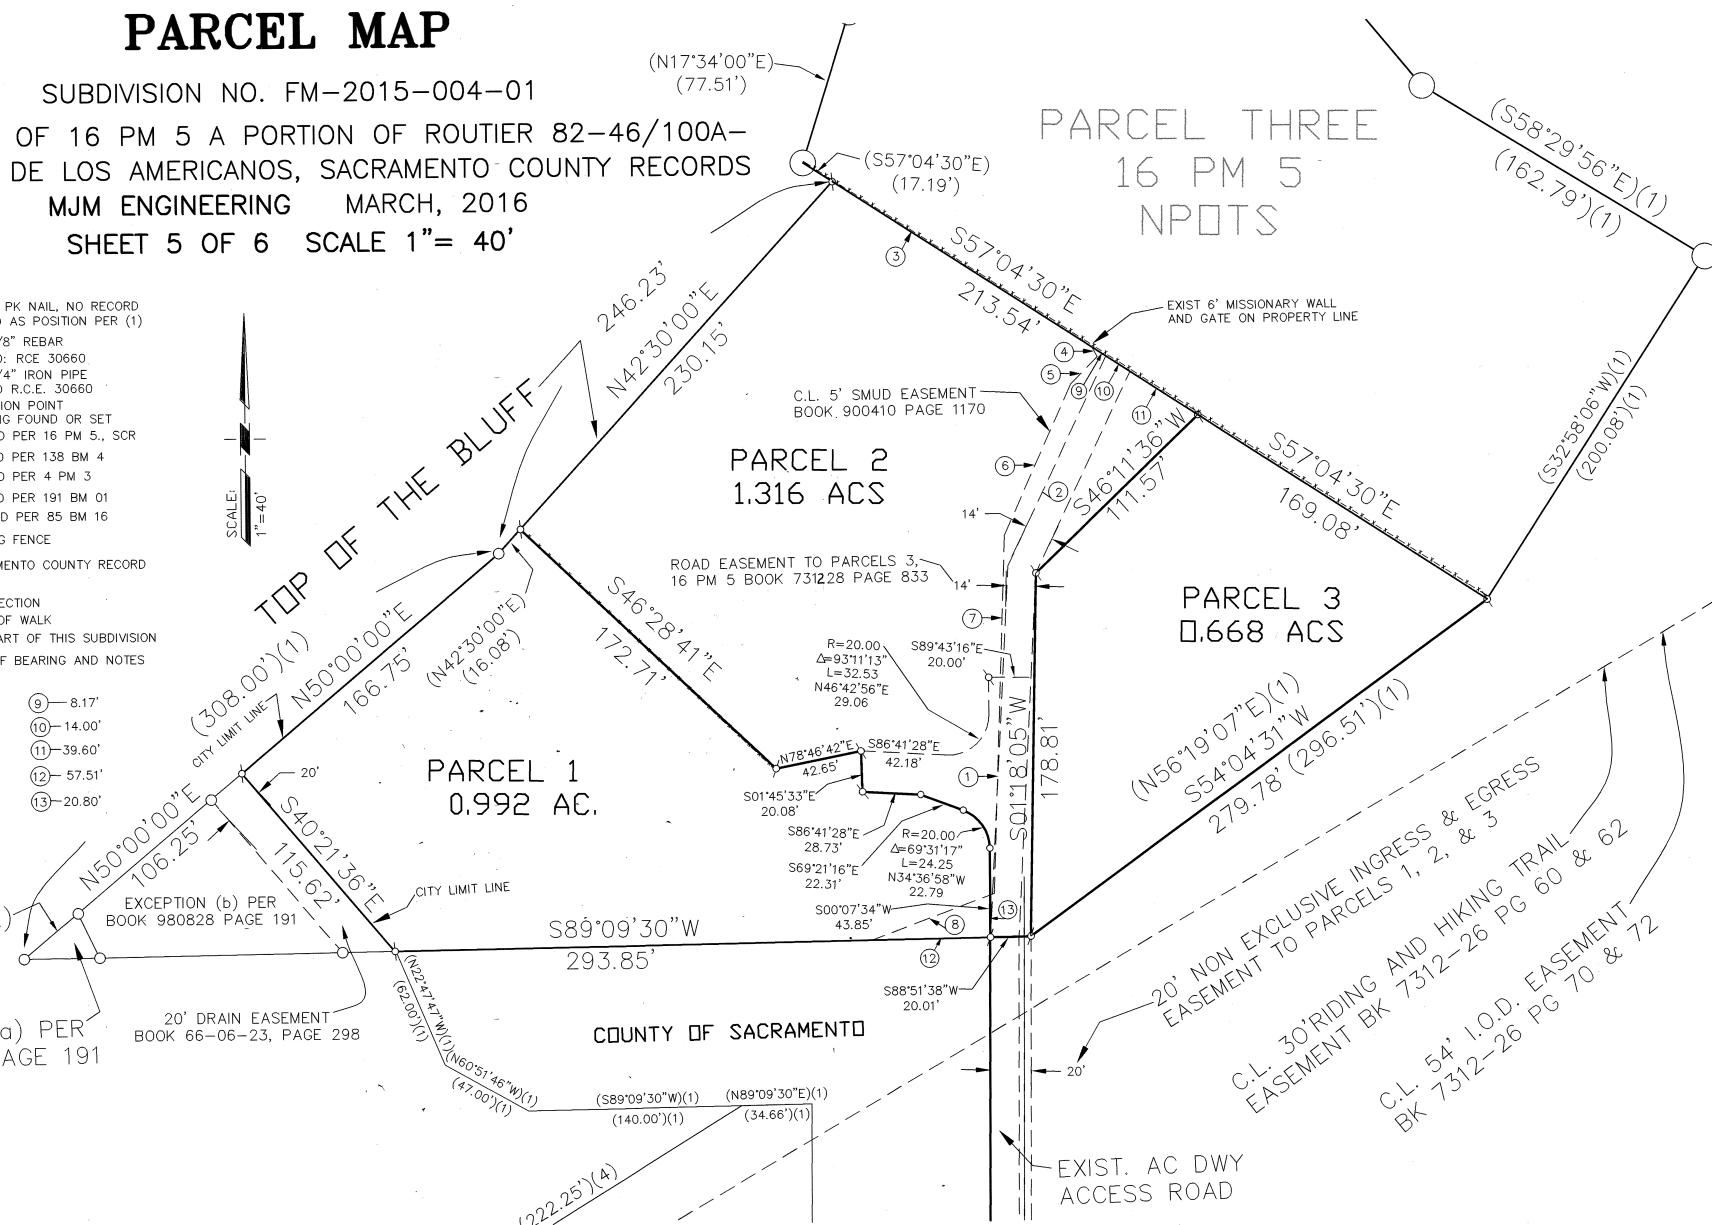 PARCEL MAP
SUBDIVISION NO. FM-2015-004-01
OF 16 PM 5 A PORTION OF ROUTIER 82-46/100A-
DE LOS AMERICANOS, SACRAMENTO COUNTY RECORDS
MJM ENGINEERING MARCH, 2016
SHEET 5 OF 6 SCALE 1"= 40'
PK NAIL, NO RECORD
AS POSITION PER (1)
/8" REBAR
: RCE 30660
/4" IRON PIPE
R.C.E. 30660
ION POINT
G FOUND OR SET
D PER 16 PM 5., SCR
D PER 138 BM 4
D PER 4 PM 3
D PER 191 BM 01
D PER 85 BM 16
G FENCE
MENTO COUNTY RECORD
ECTION
OF WALK
ART OF THIS SUBDIVISION
F BEARING AND NOTES
9 8.17'
10 14.00'
11 39.60'
12 57.51'
13 20.80'
SCALE:
1"=40'
(N17°34'00"E)
(77.51')
(S57°04'30"E)
(17.19')
PARCEL THREE
16 PM 5
NPOTS
(S58°29'56"E)(1)
(162.79')(1)
(S32°58'06"W)(1)
(200.08')(1)
S57°04'30"E
213.54'
3
EXIST 6' MISSIONARY WALL
AND GATE ON PROPERTY LINE
4
5
9
10
11
C.L. 5' SMUD EASEMENT
BOOK 900410 PAGE 1170
246.23'
N42°30'00"E
230.15'
TOP OF THE BLUFF
PARCEL 2
1.316 ACS
6
2
14'
S46°11'36"W
111.57'
S57°04'30"E
169.08'
ROAD EASEMENT TO PARCELS 3,
16 PM 5 BOOK 731228 PAGE 833
14'
7
PARCEL 3
0.668 ACS
(N42°30'00"E)
(16.08')
S46°28'41"E
172.71'
(308.00')(1)
N50°00'00"E
166.75'
CITY LIMIT LINE
R=20.00
Δ=93°11'13"
L=32.53
N46°42'56"E
29.06
S89°43'16"E
20.00'
PARCEL 1
0.992 AC.
20'
N78°46'42"E
42.65'
S86°41'28"E
42.18'
1
S01°18'05"W
178.81'
(N56°19'07"E)(1)
S54°04'31"W
279.78' (296.51')(1)
S01°45'33"E
20.08'
S86°41'28"E
28.73'
S69°21'16"E
22.31'
R=20.00
Δ=69°31'17"
L=24.25
N34°36'58"W
22.79
S00°07'34"W
43.85'
13
8
12
S88°51'38"W
20.01'
N50°00'00"E
106.25'
S40°21'36"E
115.62'
EXCEPTION (b) PER
BOOK 980828 PAGE 191
CITY LIMIT LINE
S89°09'30"W
293.85'
(N22°47'47"W)(1)
(62.00')(1)
20' DRAIN EASEMENT
BOOK 66-06-23, PAGE 298
a) PER
AGE 191
COUNTY OF SACRAMENTO
(N60°51'46"W)(1)
(47.00')(1)
(S89°09'30"W)(1)
(140.00')(1)
(N89°09'30"E)(1)
(34.66')(1)
(222.25')(4)
20'
20' NON EXCLUSIVE INGRESS & EGRESS
EASEMENT TO PARCELS 1, 2, & 3
C.L. 30'RIDING AND HIKING TRAIL
EASEMENT BK 7312-26 PG 60 & 62
C.L. 54' I.O.D. EASEMENT
BK 7312-26 PG 70 & 72
EXIST. AC DWY
ACCESS ROAD